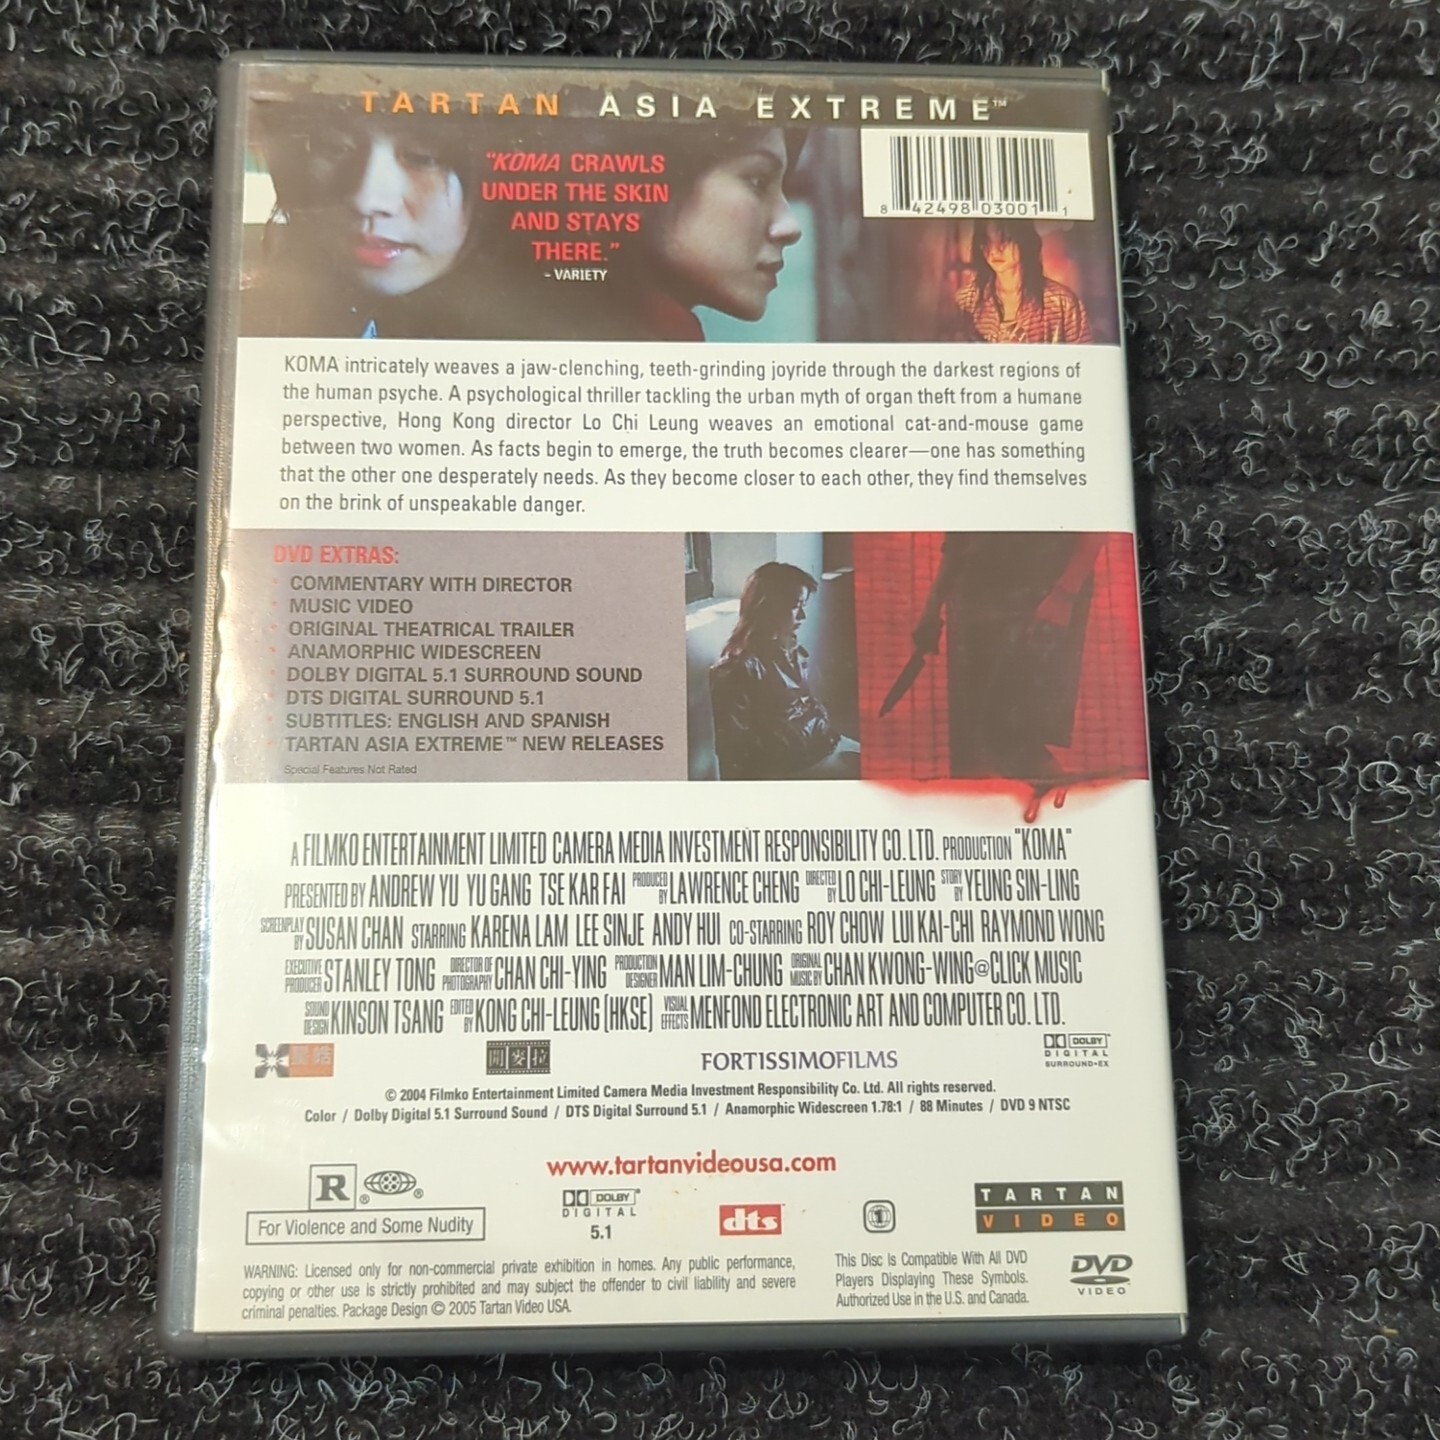 TARTAN ASIA EXTREME™
"KOMA CRAWLS
UNDER THE SKIN
AND STAYS
THERE."
- VARIETY
8 42498 03001 1
KOMA intricately weaves a jaw-clenching, teeth-grinding joyride through the darkest regions of
the human psyche. A psychological thriller tackling the urban myth of organ theft from a humane
perspective, Hong Kong director Lo Chi Leung weaves an emotional cat-and-mouse game
between two women. As facts begin to emerge, the truth becomes clearer—one has something
that the other one desperately needs. As they become closer to each other, they find themselves
on the brink of unspeakable danger.
DVD EXTRAS:
COMMENTARY WITH DIRECTOR
MUSIC VIDEO
ORIGINAL THEATRICAL TRAILER
ANAMORPHIC WIDESCREEN
DOLBY DIGITAL 5.1 SURROUND SOUND
DTS DIGITAL SURROUND 5.1
SUBTITLES: ENGLISH AND SPANISH
TARTAN ASIA EXTREME™ NEW RELEASES
Special Features Not Rated
A FILMKO ENTERTAINMENT LIMITED CAMERA MEDIA INVESTMENT RESPONSIBILITY CO. LTD. PRODUCTION "KOMA"
PRESENTED BY ANDREW YU YU GANG TSE KAR FAI PRODUCED BY LAWRENCE CHENG DIRECTED BY LO CHI-LEUNG STORY BY YEUNG SIN-LING
SCREENPLAY BY SUSAN CHAN STARRING KARENA LAM LEE SINJE ANDY HUI CO-STARRING ROY CHOW LUI KAI-CHI RAYMOND WONG
EXECUTIVE PRODUCER STANLEY TONG DIRECTOR OF PHOTOGRAPHY CHAN CHI-YING PRODUCTION DESIGNER MAN LIM-CHUNG ORIGINAL MUSIC BY CHAN KWONG-WING@CLICK MUSIC
SOUND DESIGN KINSON TSANG EDITED BY KONG CHI-LEUNG (HKSE) VISUAL EFFECTS MENFOND ELECTRONIC ART AND COMPUTER CO. LTD.
FORTISSIMOFILMS
DOLBY
DIGITAL
SURROUND•EX
© 2004 Filmko Entertainment Limited Camera Media Investment Responsibility Co. Ltd. All rights reserved.
Color / Dolby Digital 5.1 Surround Sound / DTS Digital Surround 5.1 / Anamorphic Widescreen 1.78:1 / 88 Minutes / DVD 9 NTSC
www.tartanvideousa.com
R ® ®
For Violence and Some Nudity
DOLBY®
DIGITAL
5.1
dts
1
TARTAN
VIDEO
WARNING: Licensed only for non-commercial private exhibition in homes. Any public performance,
copying or other use is strictly prohibited and may subject the offender to civil liability and severe
criminal penalties. Package Design © 2005 Tartan Video USA.
This Disc Is Compatible With All DVD
Players Displaying These Symbols.
Authorized Use in the U.S. and Canada.
DVD
VIDEO